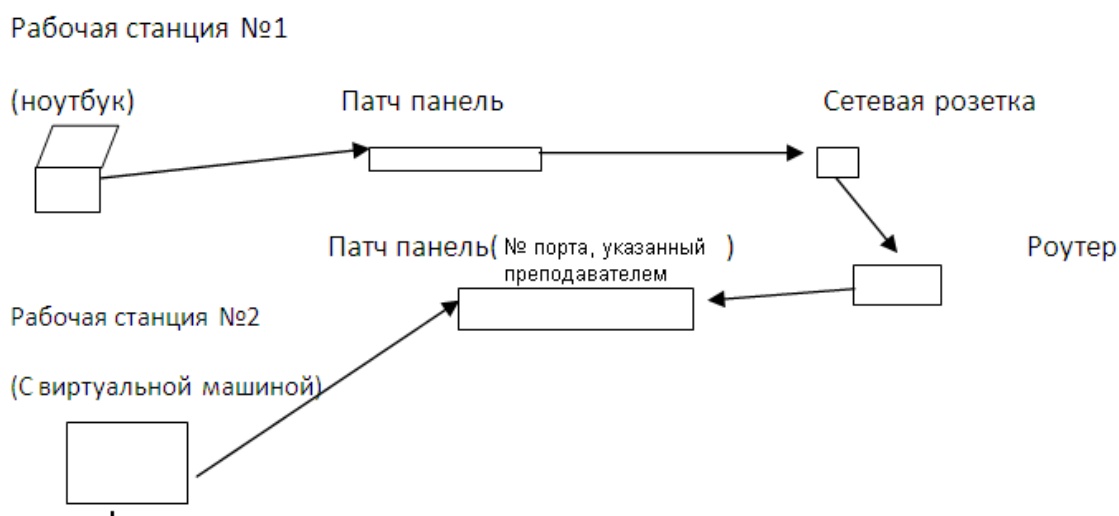 Рабочая станция №1
(ноутбук)
Патч панель
Сетевая розетка
Патч панель( № порта, указанный )
преподавателем
Роутер
Рабочая станция №2
(С виртуальной машиной)